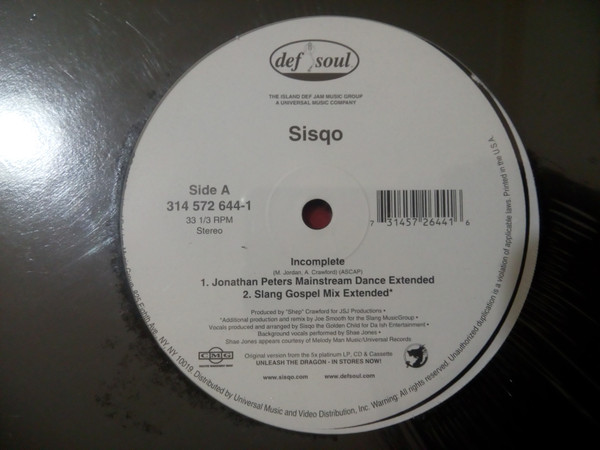 def soul
THE ISLAND DEF JAM MUSIC GROUP
A UNIVERSAL MUSIC COMPANY
Sisqo
Side A
314 572 644-1
33 1/3 RPM
Stereo
7 31457 26441 6
Incomplete
(M. Jordan, A. Crawford) (ASCAP)
1. Jonathan Peters Mainstream Dance Extended
2. Slang Gospel Mix Extended*
Produced by "Shep" Crawford for JSJ Productions •
*Additional production and remix by Joe Smooth for the Slang MusicGroup •
Vocals produced and arranged by Sisqo the Golden Child for Da Ish Entertainment •
Background vocals performed by Shae Jones •
Shae Jones appears courtesy of Melody Man Music/Universal Records
CMG
Original version from the 5x platinum LP, CD & Cassette
UNLEASH THE DRAGON - IN STORES NOW!
www.sisqo.com www.defsoul.com
825 Eighth Ave., NY, NY 10019. Distributed by Universal Music and Video Distribution, Inc. Warning: All rights reserved. Unauthorized duplication is a violation of applicable laws. Printed in the U.S.A.